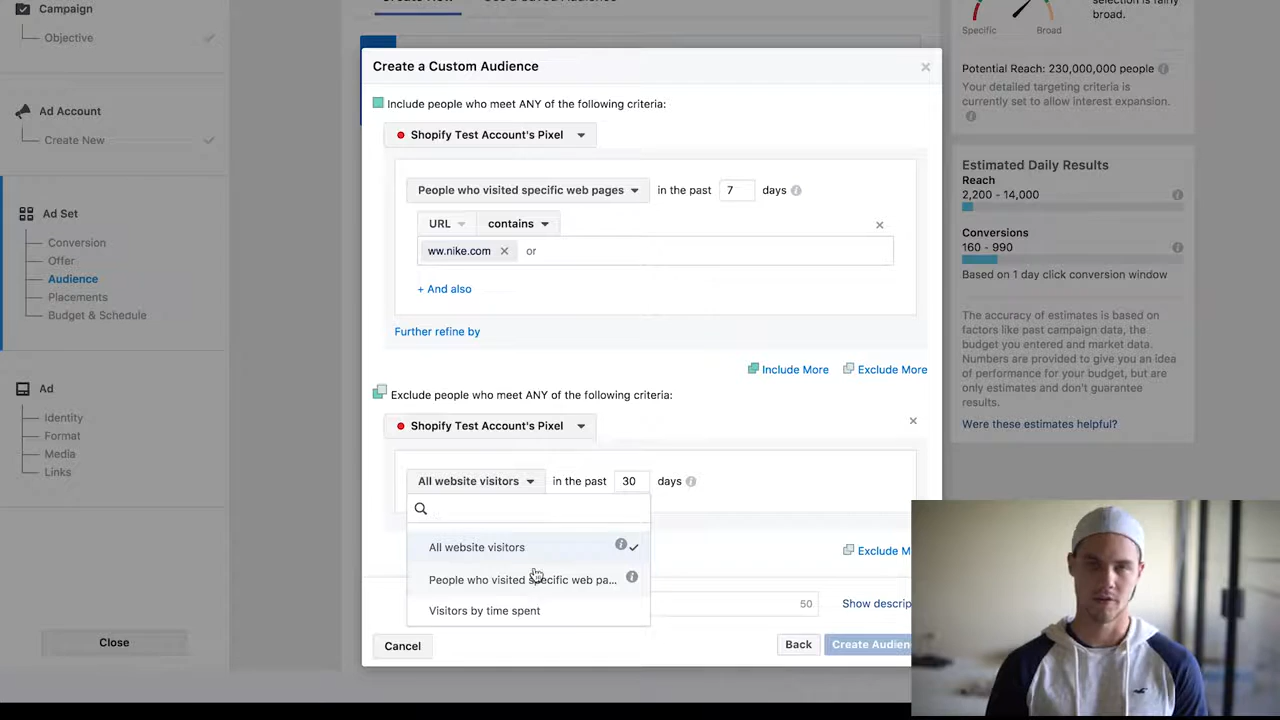 Campaign
Objective
Ad Account
Create New
Ad Set
Conversion
Offer
Audience
Placements
Budget & Schedule
Ad
Identity
Format
Media
Links
Close
Create a Custom Audience
Include people who meet ANY of the following criteria:
Shopify Test Account's Pixel
People who visited specific web pages in the past 7 days
URL contains
ww.nike.com or
+ And also
Further refine by
Include More Exclude More
Exclude people who meet ANY of the following criteria:
Shopify Test Account's Pixel
All website visitors in the past 30 days
All website visitors
People who visited specific web pa...
Visitors by time spent
Exclude M
50 Show descrip
Cancel Back Create Audien
selection is fairly
broad.
Specific Broad
Potential Reach: 230,000,000 people
Your detailed targeting criteria is
currently set to allow interest expansion.
Estimated Daily Results
Reach
2,200 - 14,000
Conversions
160 - 990
Based on 1 day click conversion window
The accuracy of estimates is based on
factors like past campaign data, the
budget you entered and market data.
Numbers are provided to give you an idea
of performance for your budget, but are
only estimates and don't guarantee
results.
Were these estimates helpful?